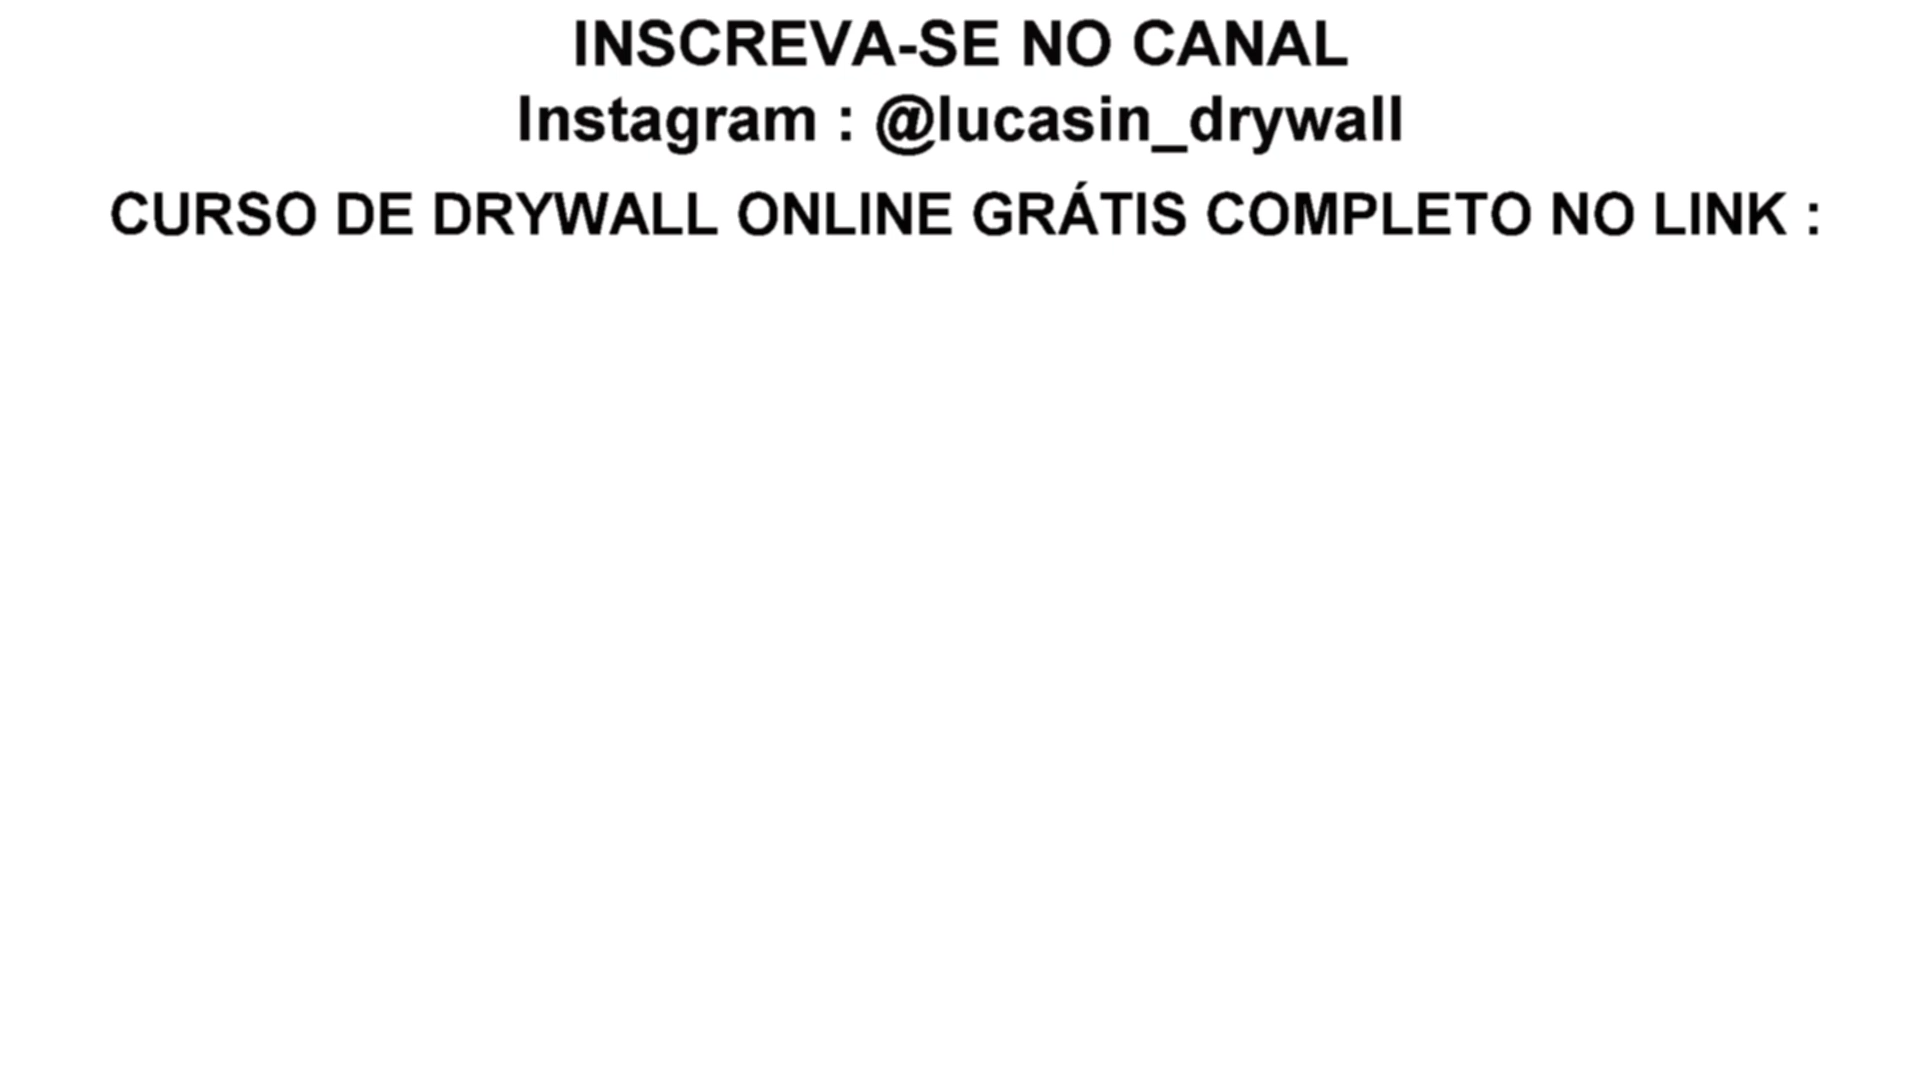 INSCREVA-SE NO CANAL
Instagram : @lucasin_drywall
CURSO DE DRYWALL ONLINE GRÁTIS COMPLETO NO LINK :